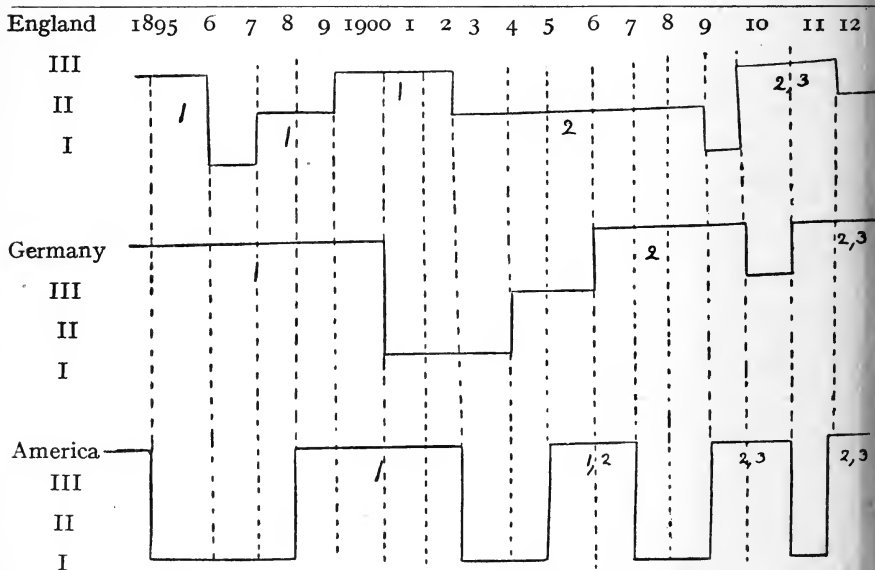 England 1895 6 7 8 9 1900 1 2 3 4 5 6 7 8 9 10 11 12
III
II
I
1 1 1 2 2,3
Germany
III
II
I
1 2 2,3
America
III
II
I
1 1,2 2,3 2,3